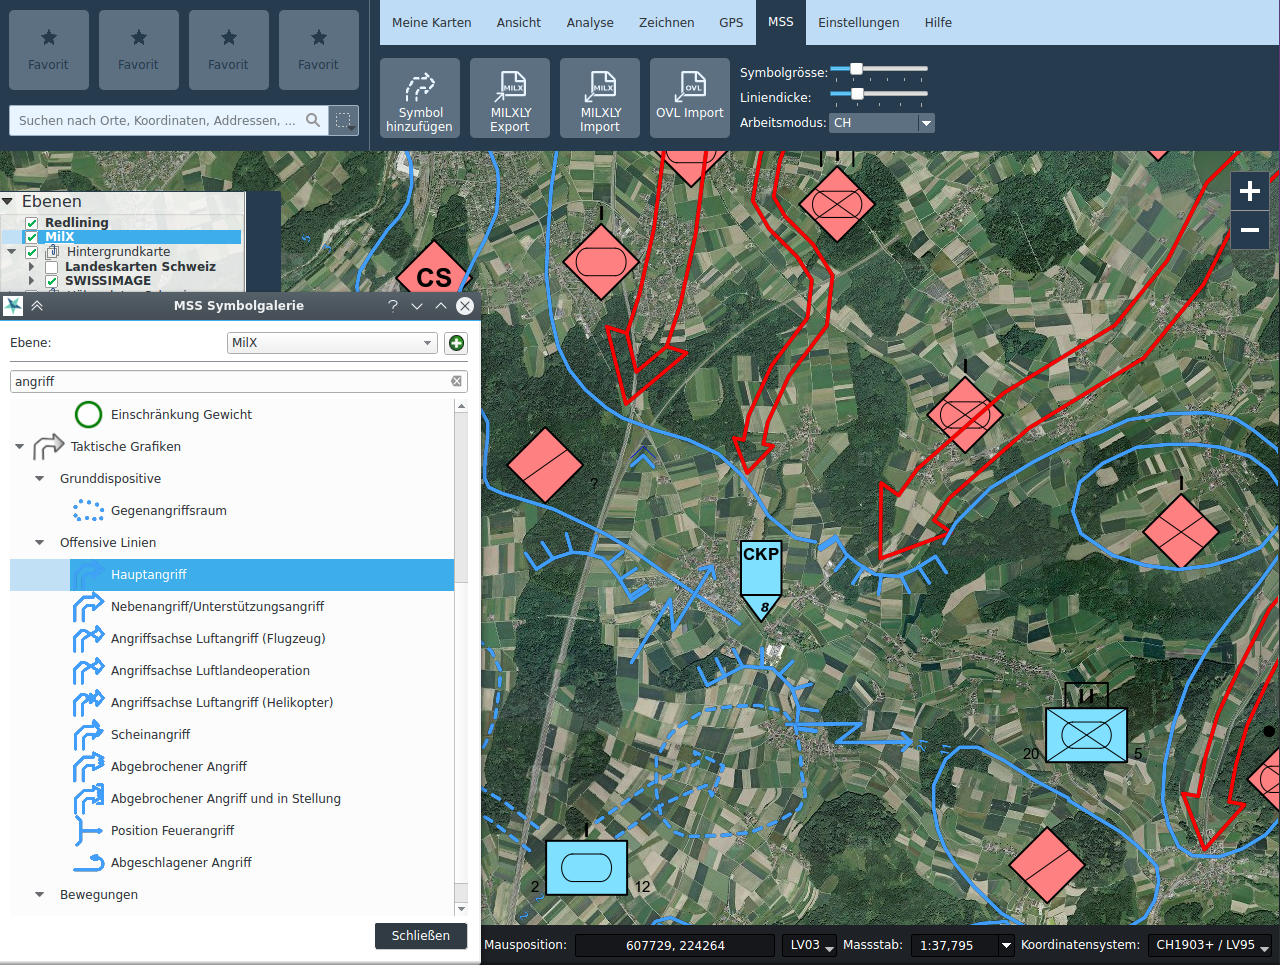 Favorit
Favorit
Favorit
Favorit
Meine Karten
Ansicht
Analyse
Zeichnen
GPS
MSS
Einstellungen
Hilfe
Suchen nach Orte, Koordinaten, Addressen, ...
MILX
MILX
OVL
Symbol hinzufügen
MILXLY Export
MILXLY Import
OVL Import
Symbolgrösse:
Liniendicke:
Arbeitsmodus: CH
Ebenen
Redlining
MilX
Hintergrundkarte
Landeskarten Schweiz
SWISSIMAGE
MSS Symbolgalerie
Ebene: MilX
angriff
Einschränkung Gewicht
Taktische Grafiken
Grunddispositive
Gegenangriffsraum
Offensive Linien
Hauptangriff
Nebenangriff/Unterstützungsangriff
Angriffsachse Luftangriff (Flugzeug)
Angriffsachse Luftlandeoperation
Angriffsachse Luftangriff (Helikopter)
Scheinangriff
Abgebrochener Angriff
Abgebrochener Angriff und in Stellung
Position Feuerangriff
Abgeschlagener Angriff
Bewegungen
Schließen
CS
?
CKP
8
20
5
2
12
Mausposition: 607729, 224264 LV03 Massstab: 1:37,795 Koordinatensystem: CH1903+ / LV95